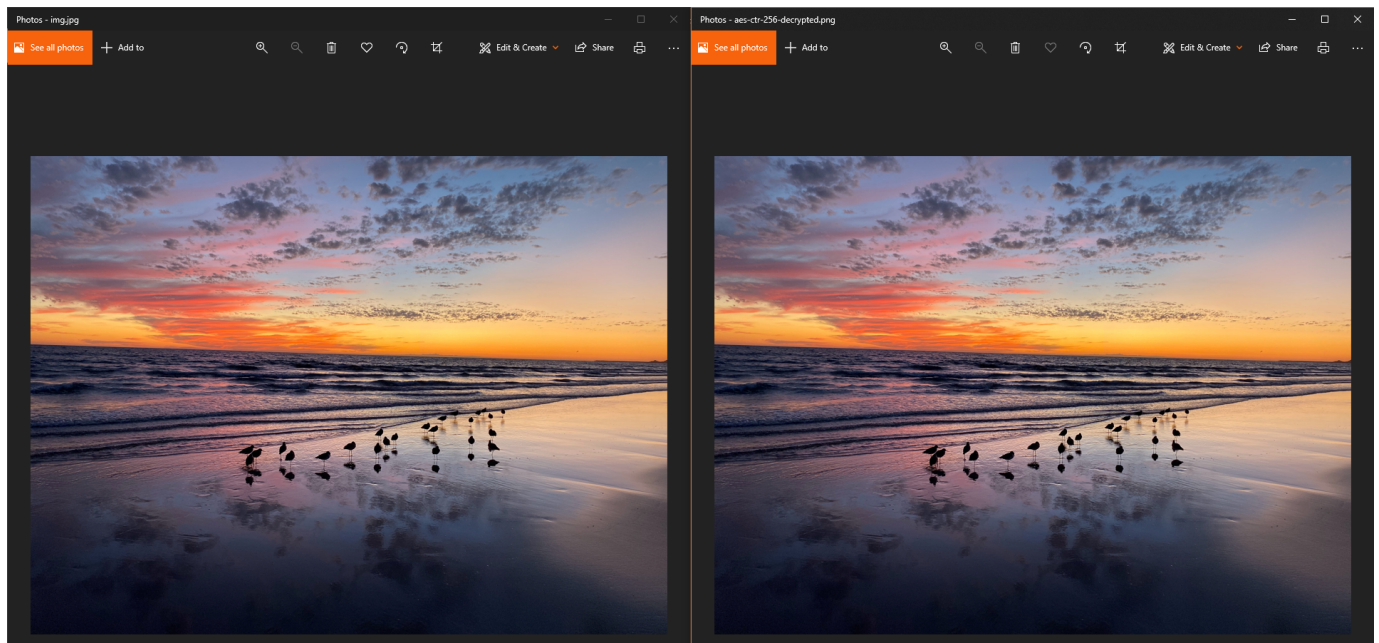 Photos - img.jpg
See all photos Add to Edit & Create Share
Photos - aes-ctr-256-decrypted.png
See all photos Add to Edit & Create Share